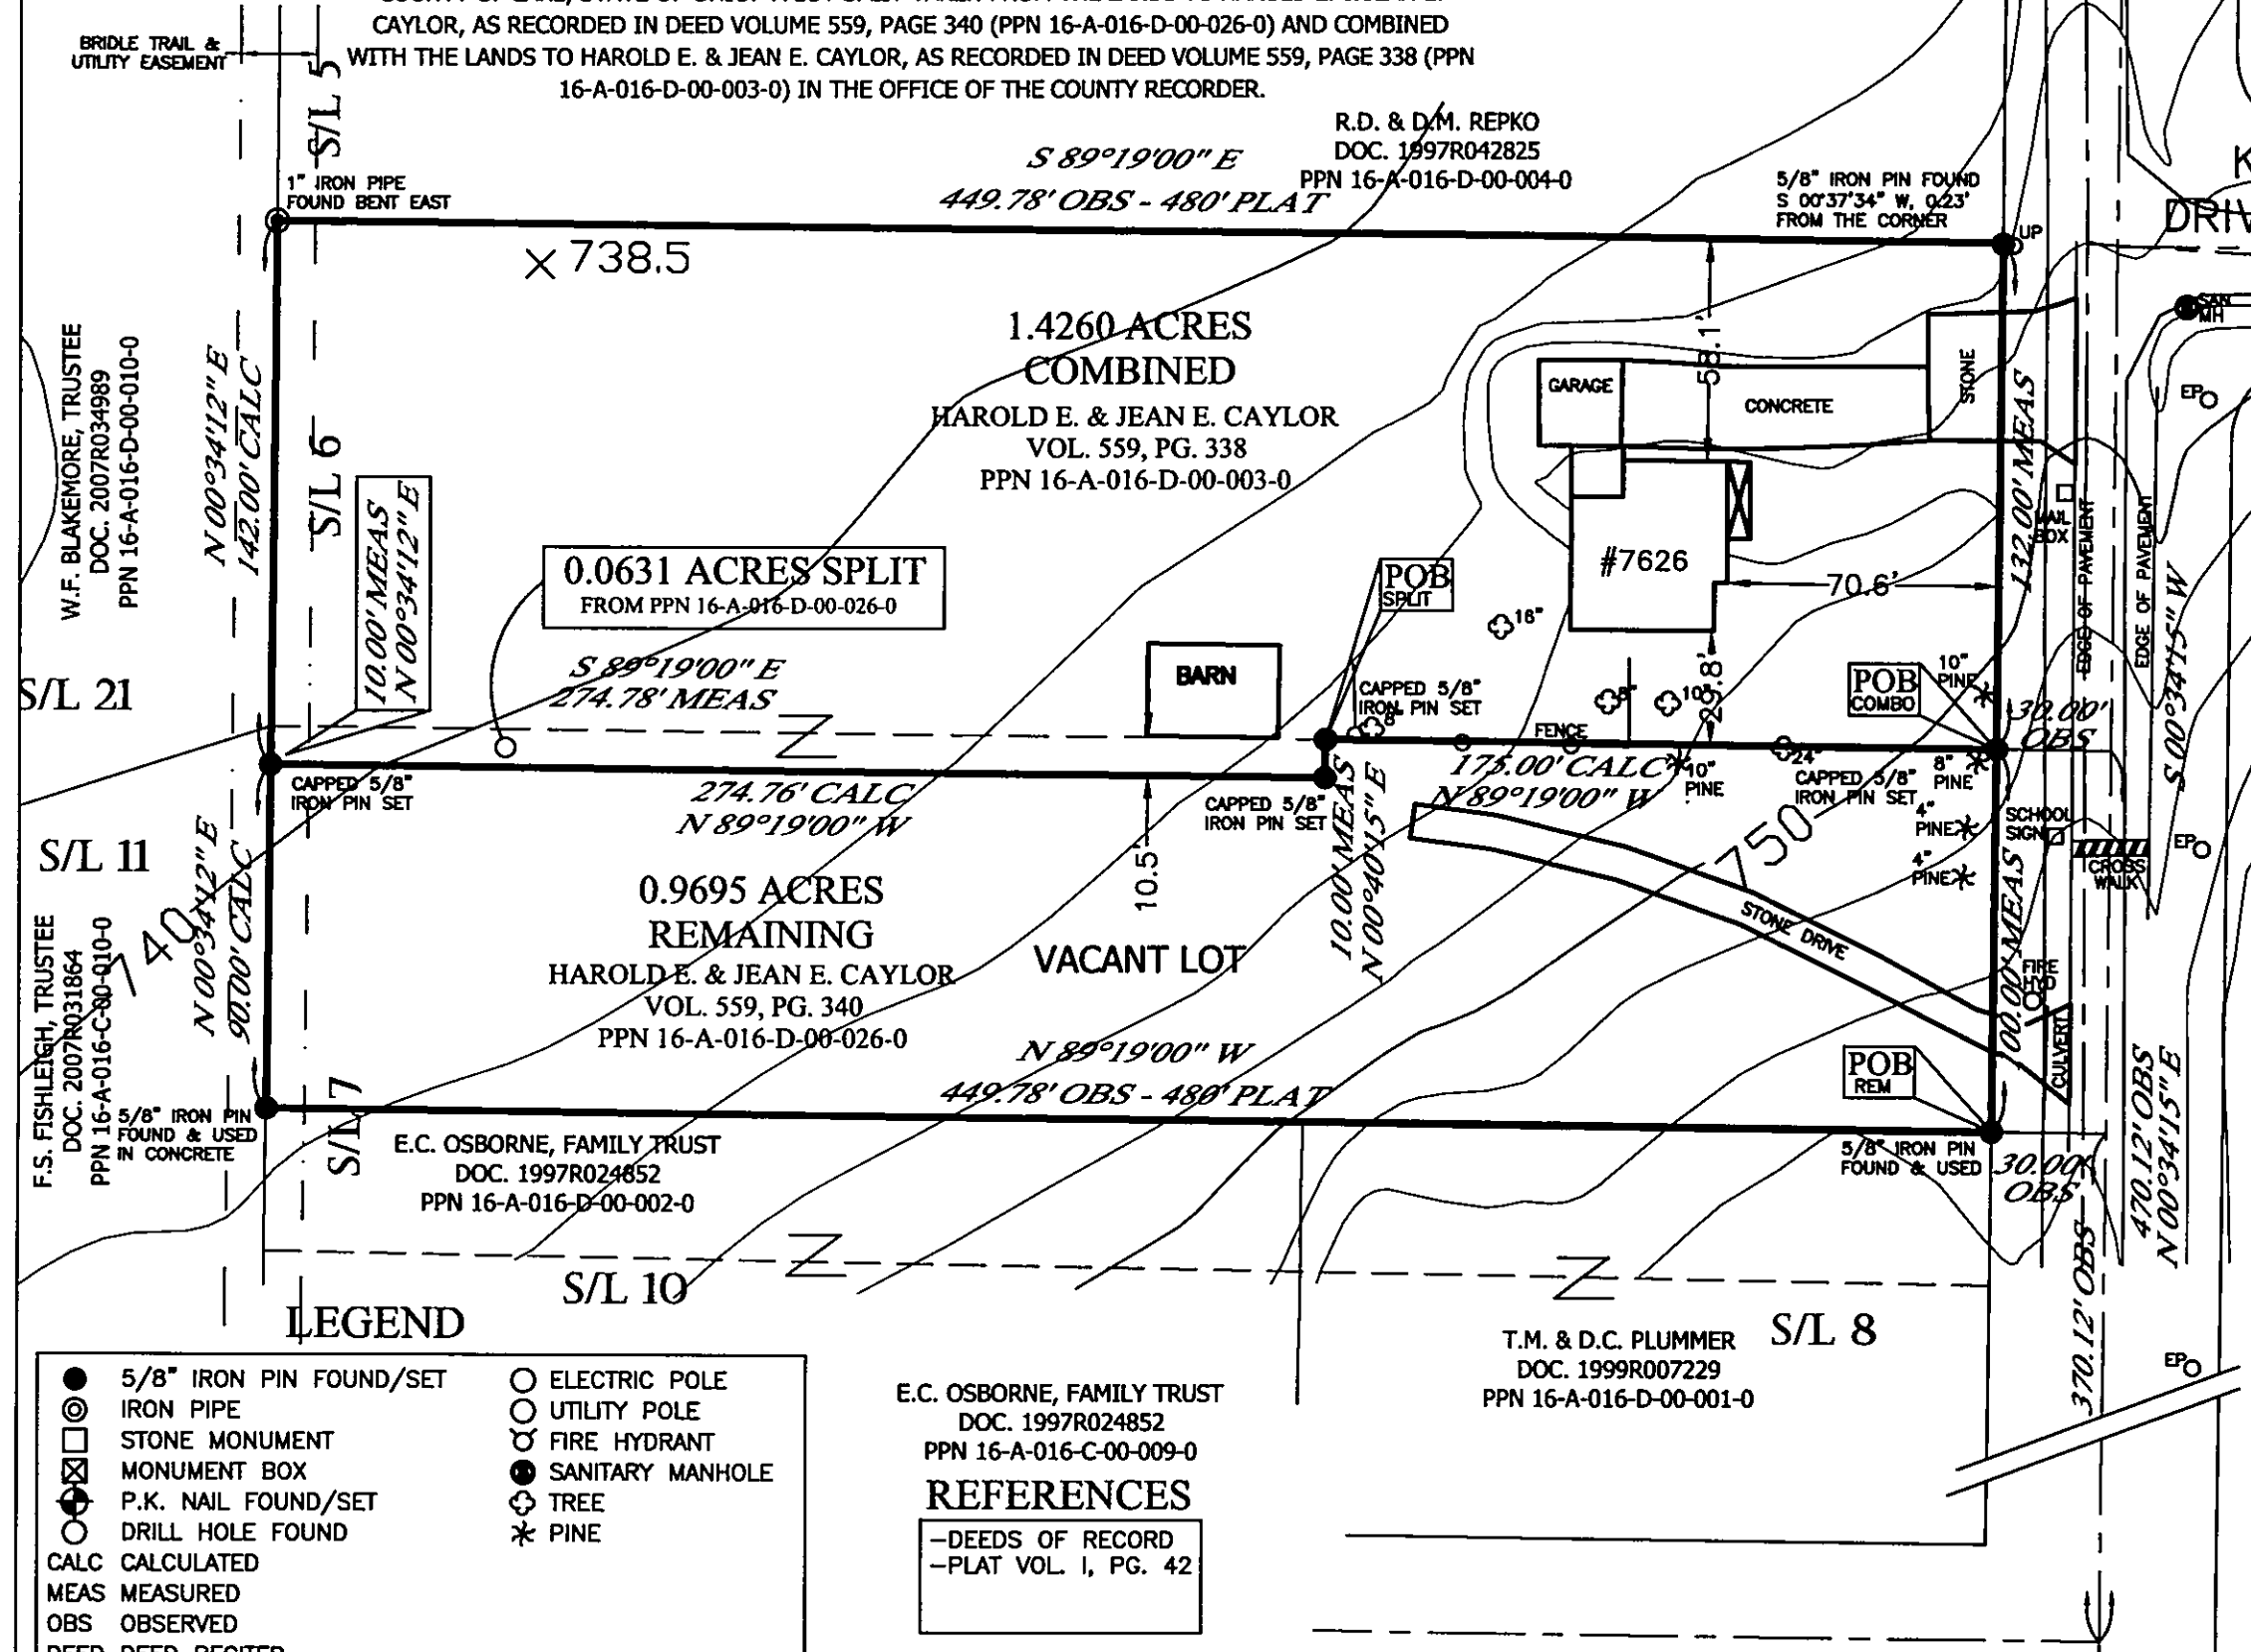 CAYLOR, AS RECORDED IN DEED VOLUME 559, PAGE 340 (PPN 16-A-016-D-00-026-0) AND COMBINED
WITH THE LANDS TO HAROLD E. & JEAN E. CAYLOR, AS RECORDED IN DEED VOLUME 559, PAGE 338 (PPN
16-A-016-D-00-003-0) IN THE OFFICE OF THE COUNTY RECORDER.
BRIDLE TRAIL &
UTILITY EASEMENT
S/L 5
R.D. & D.M. REPKO
DOC. 1997R042825
PPN 16-A-016-D-00-004-0
S 89°19'00" E
449.78' OBS - 480' PLAT
1" IRON PIPE
FOUND BENT EAST
5/8" IRON PIN FOUND
S 00°37'34" W, 0.23'
FROM THE CORNER
UP
DRIV
× 738.5
SAN
MH
1.4260 ACRES
COMBINED
HAROLD E. & JEAN E. CAYLOR
VOL. 559, PG. 338
PPN 16-A-016-D-00-003-0
58.1'
GARAGE
CONCRETE
STONE
132.00' MEAS
EP
W.F. BLAKEMORE, TRUSTEE
DOC. 2007R034989
PPN 16-A-016-D-00-010-0
N 00°34'12" E
142.00' CALC
S/L 6
10.00' MEAS
N 00°34'12" E
MAIL
BOX
EDGE OF PAVEMENT
EDGE OF PAVEMENT
S 00°34'15" W
0.0631 ACRES SPLIT
FROM PPN 16-A-016-D-00-026-0
POB
SPLIT
#7626
70.6'
16"
S/L 21
S 89°19'00" E
274.78' MEAS
BARN
CAPPED 5/8"
IRON PIN SET
8"
8"
10"
29.8'
POB
COMBO
10"
PINE
30.00'
OBS
FENCE
175.00' CALC
N 89°19'00" W
10"
PINE
24"
CAPPED 5/8"
IRON PIN SET
8"
PINE
CAPPED 5/8"
IRON PIN SET
274.76' CALC
N 89°19'00" W
CAPPED 5/8"
IRON PIN SET
10.00' MEAS
N 00°40'15" E
10.5'
750
4"
PINE
4"
PINE
SCHOOL
SIGN
CROSS
WALK
EP
S/L 11
N 00°34'12" E
90.00' CALC
740
F.S. FISHLEIGH, TRUSTEE
DOC. 2007R031864
PPN 16-A-016-C-00-010-0
0.9695 ACRES
REMAINING
HAROLD E. & JEAN E. CAYLOR
VOL. 559, PG. 340
PPN 16-A-016-D-00-026-0
VACANT LOT
STONE DRIVE
00.00' MEAS
FIRE
HYD
CULVERT
N 89°19'00" W
449.78' OBS - 480' PLAT
POB
REM
5/8" IRON PIN
FOUND & USED
30.00'
OBS
470.12' OBS
N 00°34'15" E
5/8" IRON PIN
FOUND & USED
IN CONCRETE
S/L 7
E.C. OSBORNE, FAMILY TRUST
DOC. 1997R024852
PPN 16-A-016-D-00-002-0
S/L 10
370.12' OBS
T.M. & D.C. PLUMMER
DOC. 1999R007229
PPN 16-A-016-D-00-001-0
S/L 8
EP
E.C. OSBORNE, FAMILY TRUST
DOC. 1997R024852
PPN 16-A-016-C-00-009-0
LEGEND
5/8" IRON PIN FOUND/SET
IRON PIPE
STONE MONUMENT
MONUMENT BOX
P.K. NAIL FOUND/SET
DRILL HOLE FOUND
CALC CALCULATED
MEAS MEASURED
OBS OBSERVED
ELECTRIC POLE
UTILITY POLE
FIRE HYDRANT
SANITARY MANHOLE
TREE
PINE
REFERENCES
-DEEDS OF RECORD
-PLAT VOL. I, PG. 42